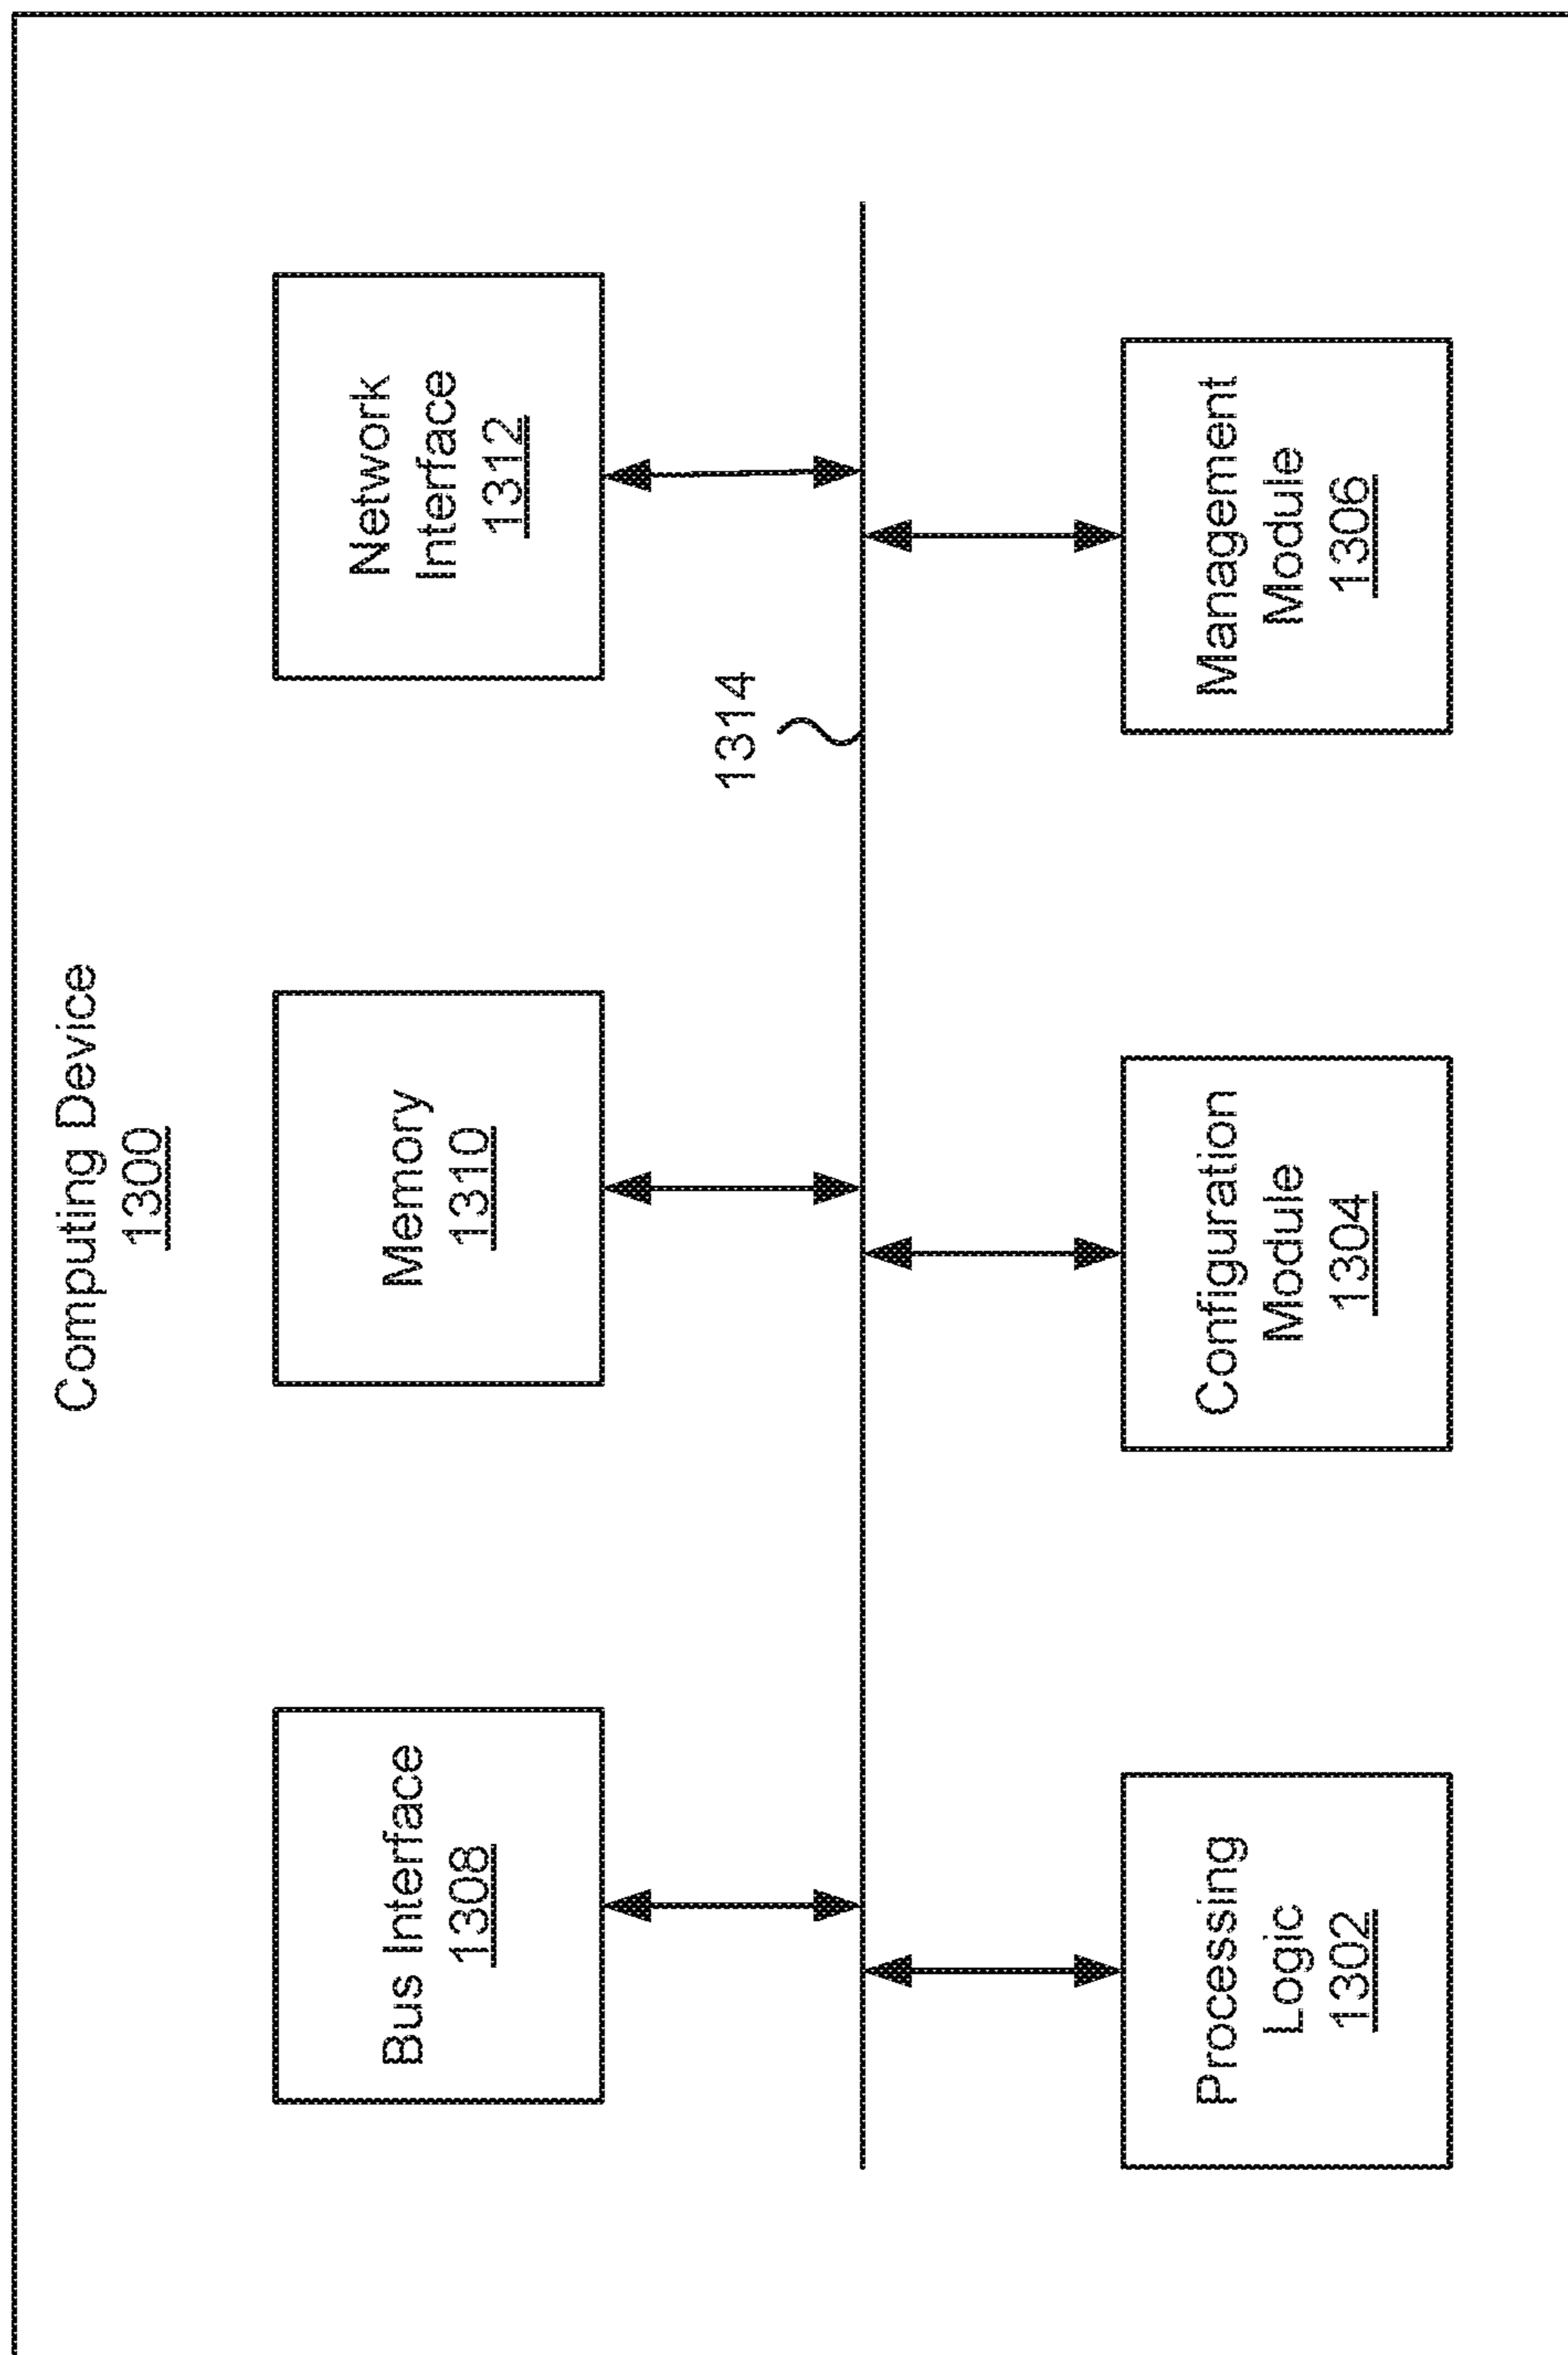 Computing Device
1300
Bus Interface
1308
Memory
1310
Network
Interface
1312
1314
Processing
Logic
1302
Configuration
Module
1304
Management
Module
1306